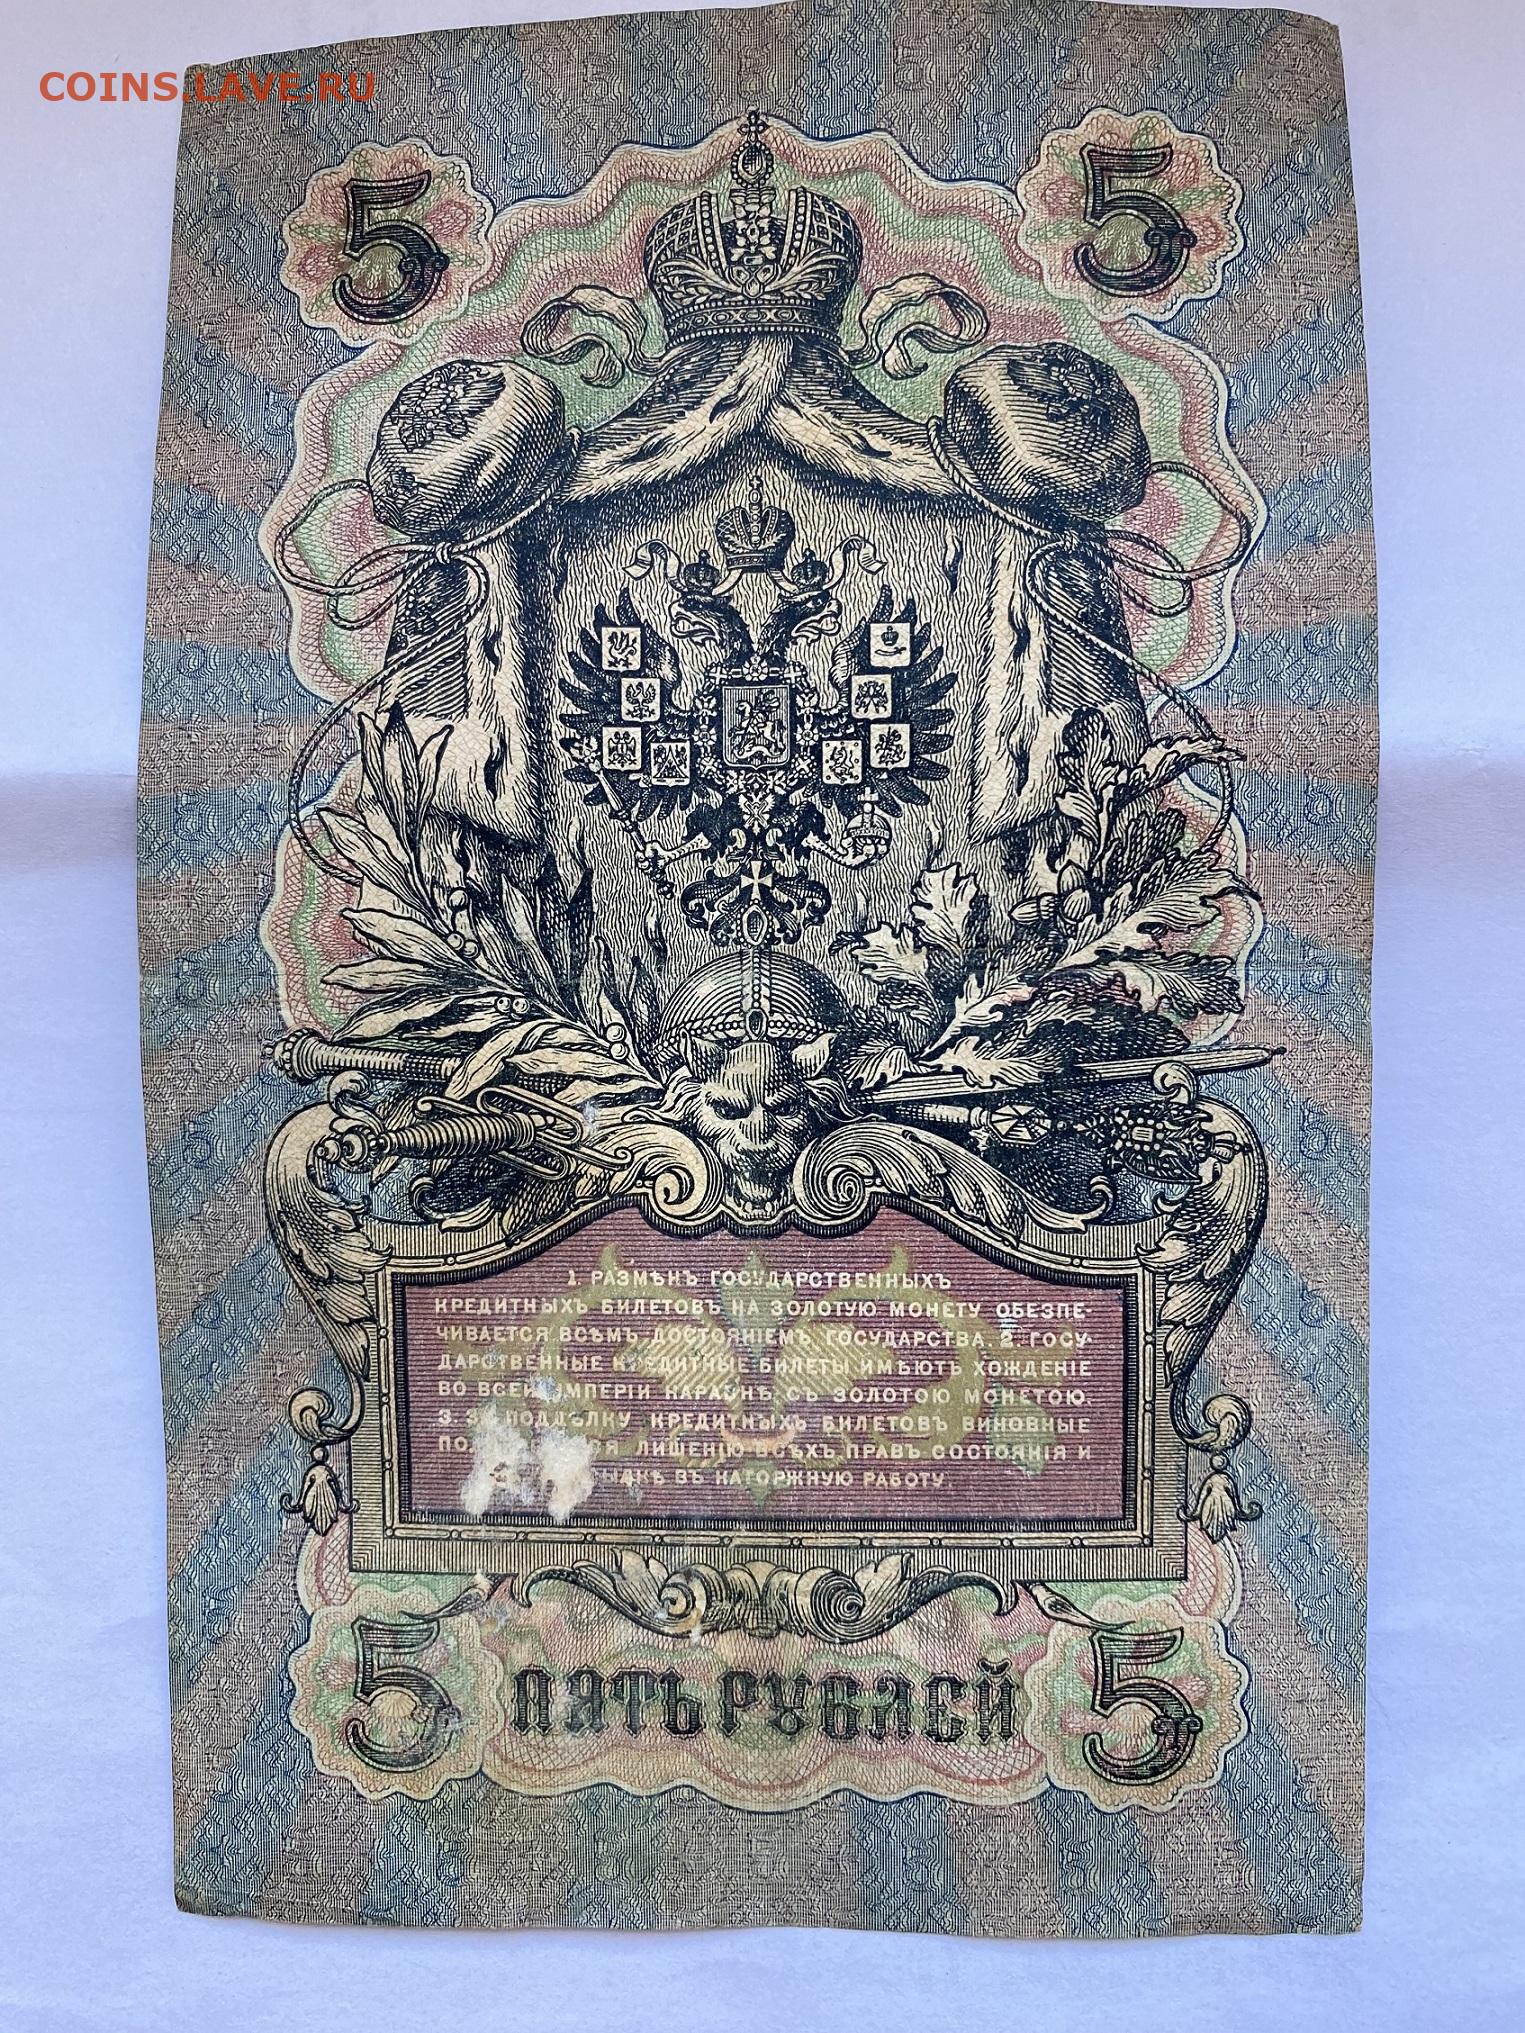 COINS.LAVE.RU
5 5
1. РАЗМѢНЪ ГОСУДАРСТВЕННЫХЪ
КРЕДИТНЫХЪ БИЛЕТОВЪ НА ЗОЛОТУЮ МОНЕТУ ОБЕЗПЕ-
ЧИВАЕТСЯ ВСѢМЪ ДОСТОЯНІЕМЪ ГОСУДАРСТВА. 2. ГОСУ-
ДАРСТВЕННЫЕ КРЕДИТНЫЕ БИЛЕТЫ ИМѢЮТЪ ХОЖДЕНІЕ
ВО ВСЕЙ ИМПЕРІИ НАРАВНѢ СЪ ЗОЛОТОЮ МОНЕТОЮ.
3. ЗА ПОДДѢЛКУ КРЕДИТНЫХЪ БИЛЕТОВЪ ВИНОВНЫЕ
ЛИШЕНІЮ ВСѢХЪ ПРАВЪ СОСТОЯНІЯ И
ВЪ КАТОРЖНУЮ РАБОТУ.
5 ПЯТЬ РУБЛЕЙ 5